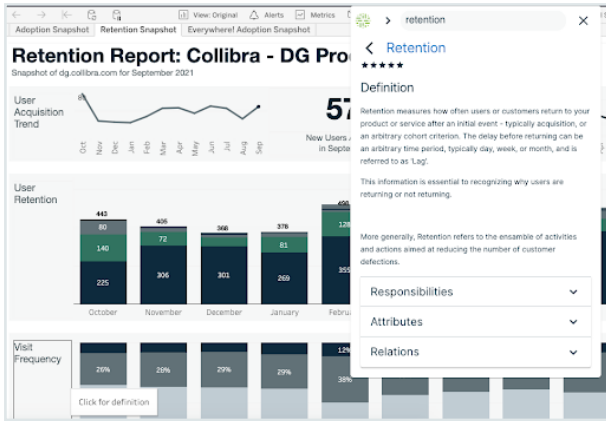 View: Original
Alerts
Metrics
Adoption Snapshot
Retention Snapshot
Everywhere! Adoption Snapshot
Retention Report: Collibra - DG Pro
Snapshot of dg.collibra.com for September 2021
User
Acquisition
Trend
Oct
Nov
Dec
Jan
Feb
Mar
Apr
May
Jun
Jul
Aug
Sep
57
New Users
in Septem
User
Retention
443
80
140
225
405
72
306
368
301
378
81
269
498
128
355
October
November
December
January
Februa
Visit
Frequency
26%
28%
29%
29%
12%
38%
Click for definition
retention
Retention
★★★★★
Definition
Retention measures how often users or customers return to your
product or service after an initial event - typically acquisition, or
an arbitrary cohort criterion. The delay before returning can be
an arbitrary time period, typically day, week, or month, and is
referred to as 'Lag'.
This information is essential to recognizing why users are
returning or not returning.
More generally, Retention refers to the ensamble of activities
and actions aimed at reducing the number of customer
defections.
Responsibilities
Attributes
Relations